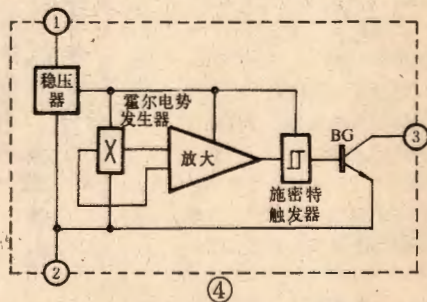 ①
稳压
器
霍尔电势
发生器
X
放大
BG
③
施密特
触发器
②
④